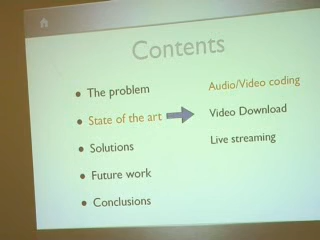 Contents
• The problem
• State of the art
• Solutions
• Future work
• Conclusions
Audio/Video coding
Video Download
Live streaming